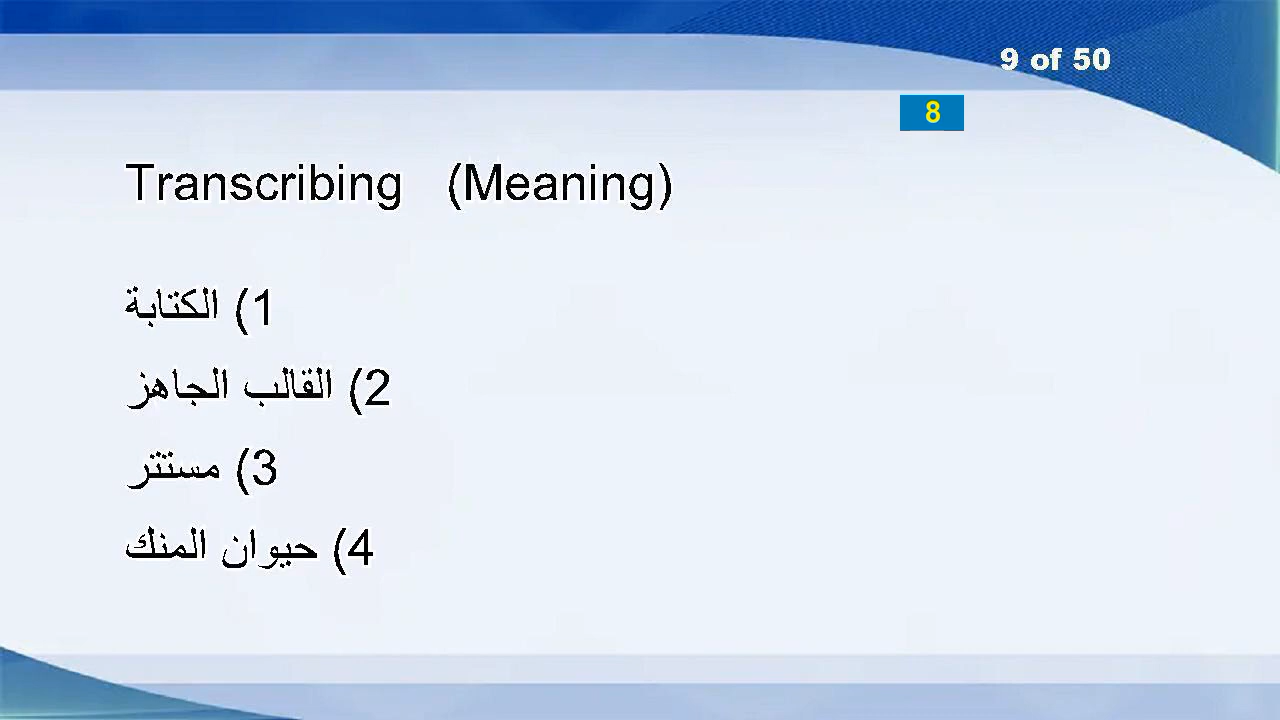 9 of 50
8
Transcribing (Meaning)
1) الكتابة
2) القالب الجاهز
3) مستتر
4) حيوان المنك